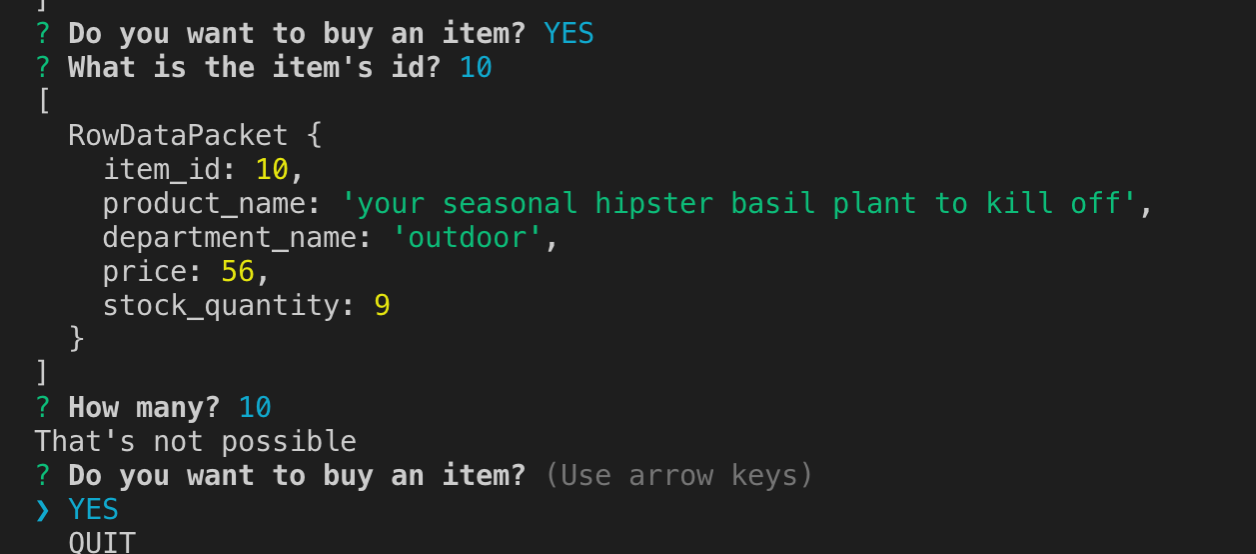 ]
? Do you want to buy an item? YES
? What is the item's id? 10
[
  RowDataPacket {
    item_id: 10,
    product_name: 'your seasonal hipster basil plant to kill off',
    department_name: 'outdoor',
    price: 56,
    stock_quantity: 9
  }
]
? How many? 10
That's not possible
? Do you want to buy an item? (Use arrow keys)
❯ YES
  QUIT